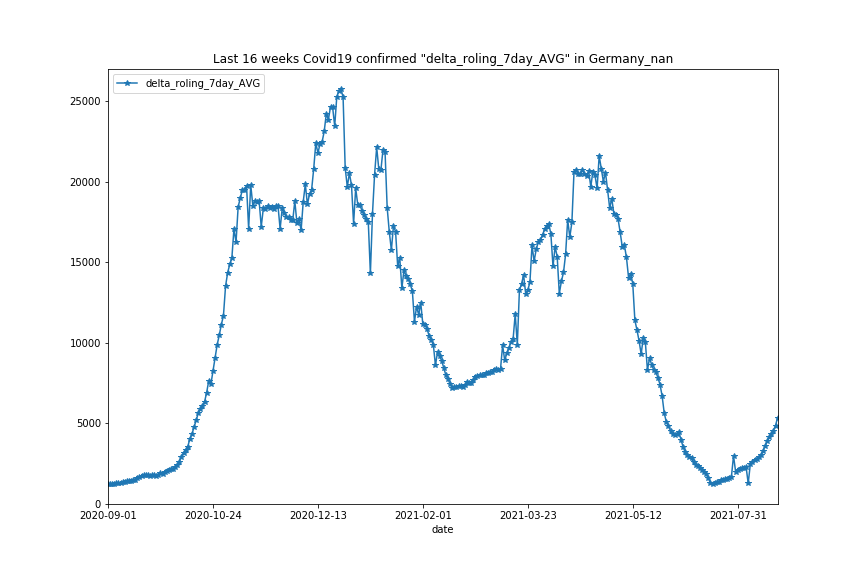 Last 16 weeks Covid19 confirmed "delta_roling_7day_AVG" in Germany_nan
delta_roling_7day_AVG
25000
20000
15000
10000
5000
0
2020-09-01 2020-10-24 2020-12-13 2021-02-01 2021-03-23 2021-05-12 2021-07-31
date